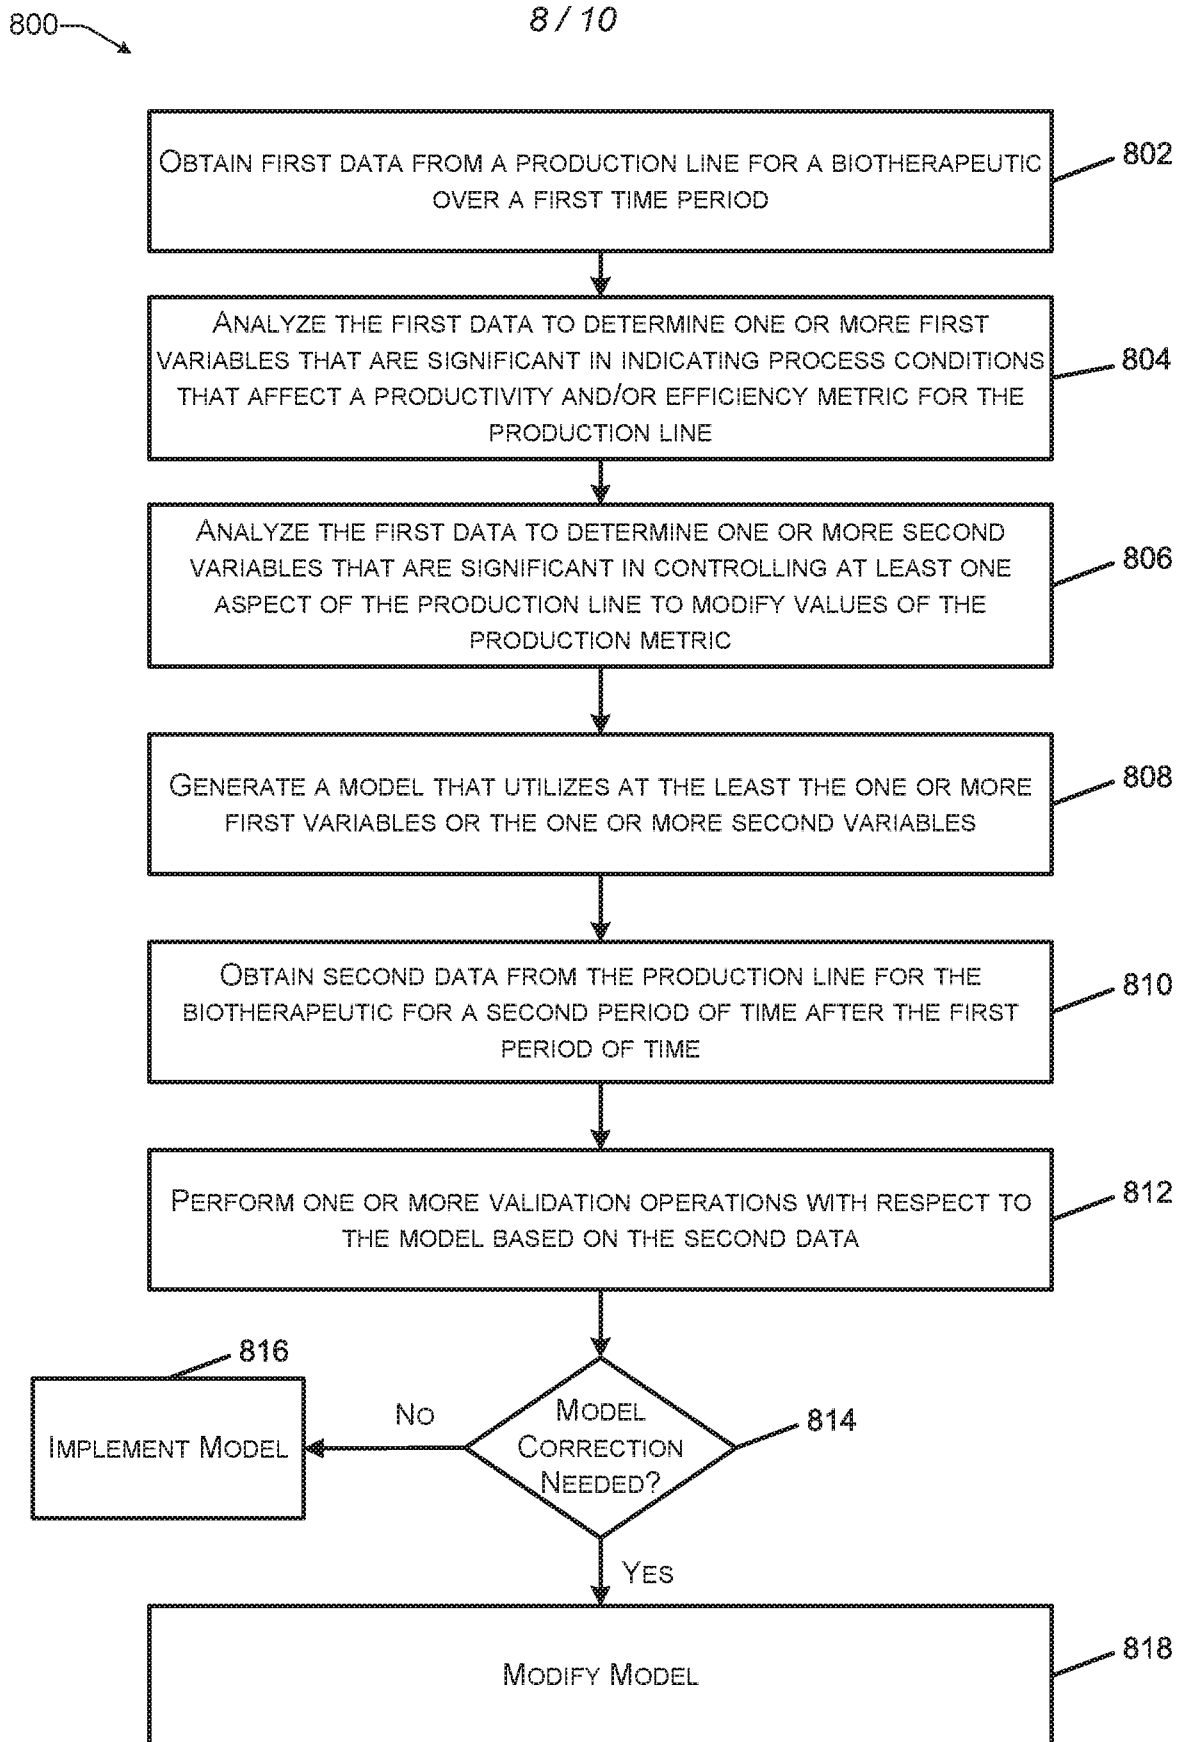 8 / 10
800
OBTAIN FIRST DATA FROM A PRODUCTION LINE FOR A BIOTHERAPEUTIC
OVER A FIRST TIME PERIOD
802
ANALYZE THE FIRST DATA TO DETERMINE ONE OR MORE FIRST
VARIABLES THAT ARE SIGNIFICANT IN INDICATING PROCESS CONDITIONS
THAT AFFECT A PRODUCTIVITY AND/OR EFFICIENCY METRIC FOR THE
PRODUCTION LINE
804
ANALYZE THE FIRST DATA TO DETERMINE ONE OR MORE SECOND
VARIABLES THAT ARE SIGNIFICANT IN CONTROLLING AT LEAST ONE
ASPECT OF THE PRODUCTION LINE TO MODIFY VALUES OF THE
PRODUCTION METRIC
806
GENERATE A MODEL THAT UTILIZES AT THE LEAST THE ONE OR MORE
FIRST VARIABLES OR THE ONE OR MORE SECOND VARIABLES
808
OBTAIN SECOND DATA FROM THE PRODUCTION LINE FOR THE
BIOTHERAPEUTIC FOR A SECOND PERIOD OF TIME AFTER THE FIRST
PERIOD OF TIME
810
PERFORM ONE OR MORE VALIDATION OPERATIONS WITH RESPECT TO
THE MODEL BASED ON THE SECOND DATA
812
816
IMPLEMENT MODEL
NO
MODEL
CORRECTION
NEEDED?
814
YES
MODIFY MODEL
818